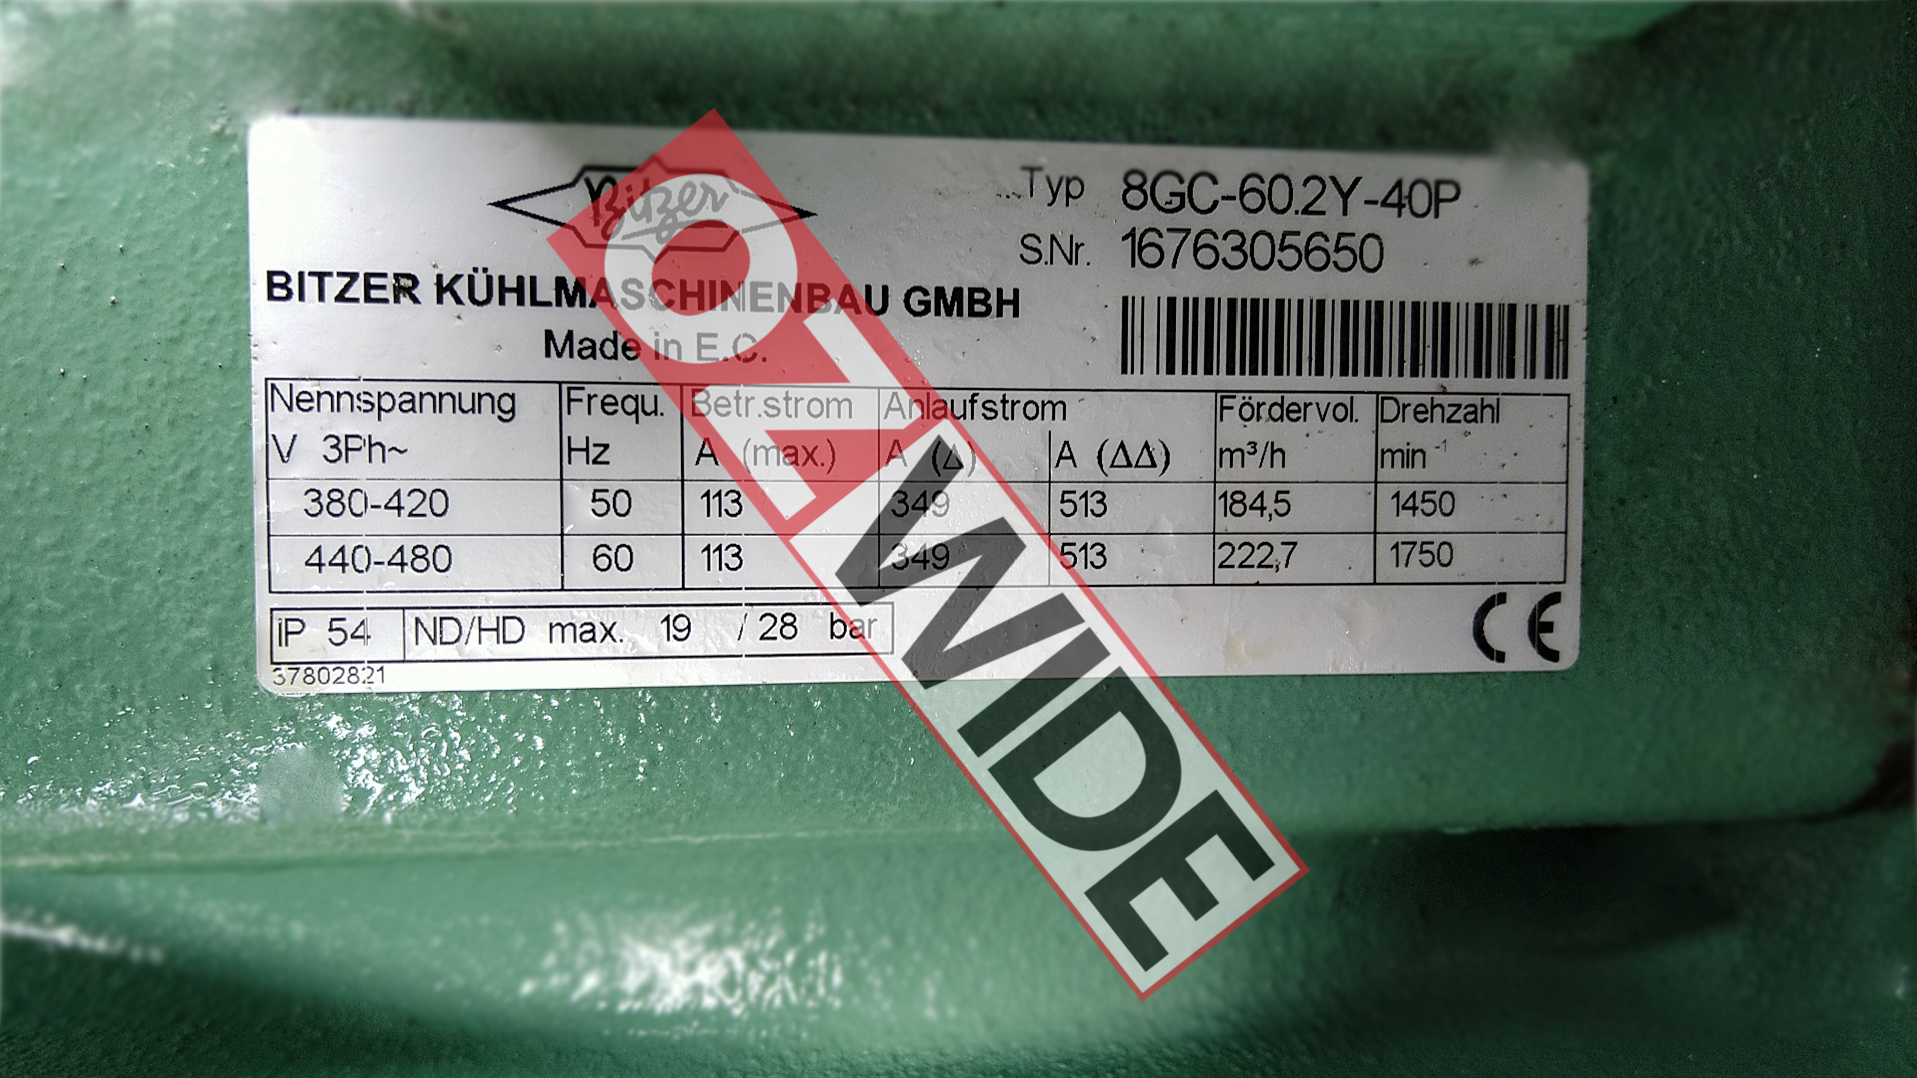 Bitzer
Typ 8GC-60.2Y-40P
S.Nr. 1676305650
BITZER KÜHLMASCHINENBAU GMBH
Made in E.C.
Nennspannung Frequ. Betr.strom Anlaufstrom Fördervol. Drehzahl
V 3Ph~ Hz A (max.) A (Δ) A (ΔΔ) m³/h min⁻¹
380-420 50 113 349 513 184,5 1450
440-480 60 113 349 513 222,7 1750
iP 54 ND/HD max. 19 / 28 bar
CE
37802821
OZWIDE